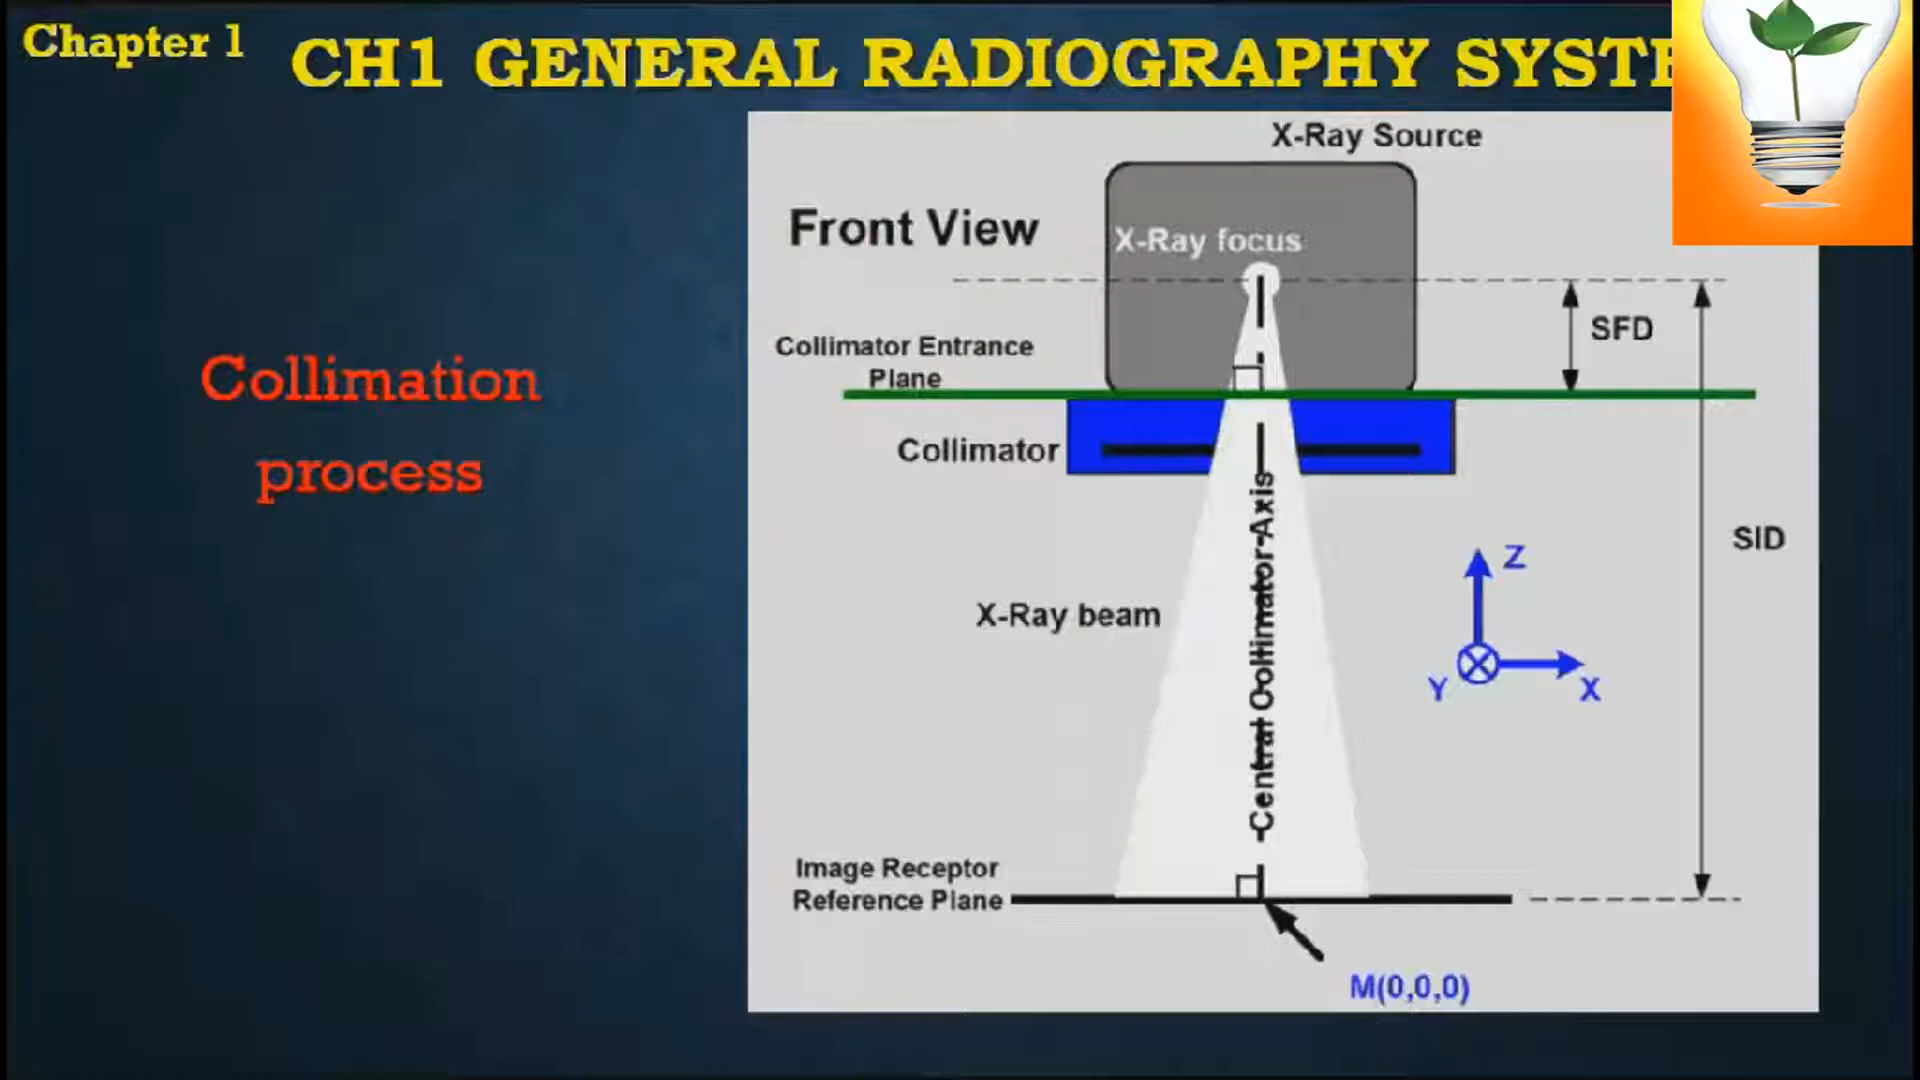 Chapter 1
CH1 GENERAL RADIOGRAPHY
X-Ray Source
Front View
X-Ray focus
SFD
Collimator Entrance
Plane
Collimation
process
Collimator
Central Collimator Axis
SID
Z
X-Ray beam
Y
X
Image Receptor
Reference Plane
M(0,0,0)